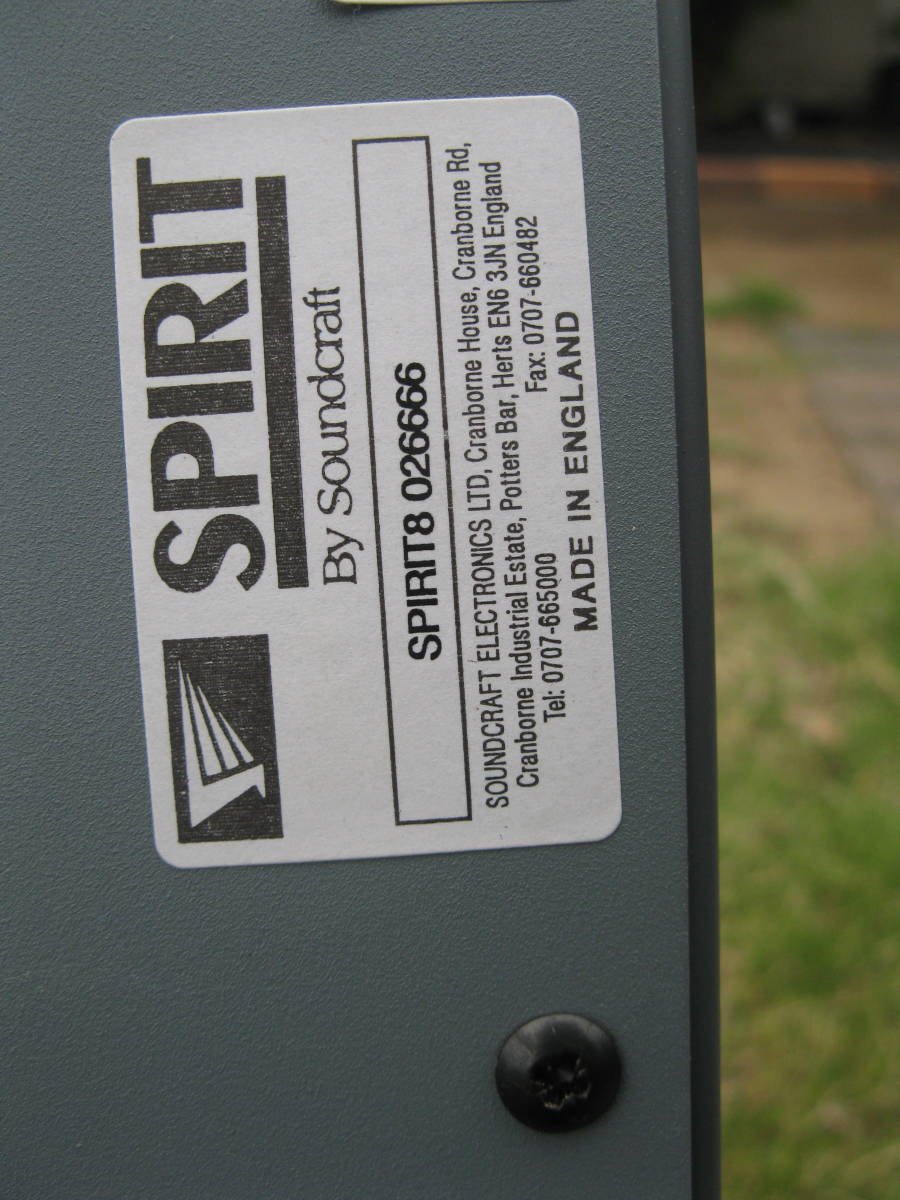 SPIRIT
By Soundcraft
SPIRIT8 026666
SOUNDCRAFT ELECTRONICS LTD, Cranborne House, Cranborne Rd,
Cranborne Industrial Estate, Potters Bar, Herts EN6 3JN England
Tel: 0707-665000 Fax: 0707-660482
MADE IN ENGLAND